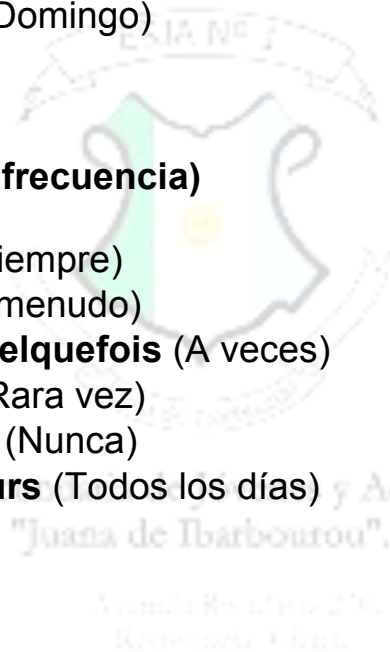 Domingo)
frecuencia)
iempre)
menudo)
elquefois (A veces)
Rara vez)
(Nunca)
urs (Todos los días)
y A
"Juana de Ibarbourou".